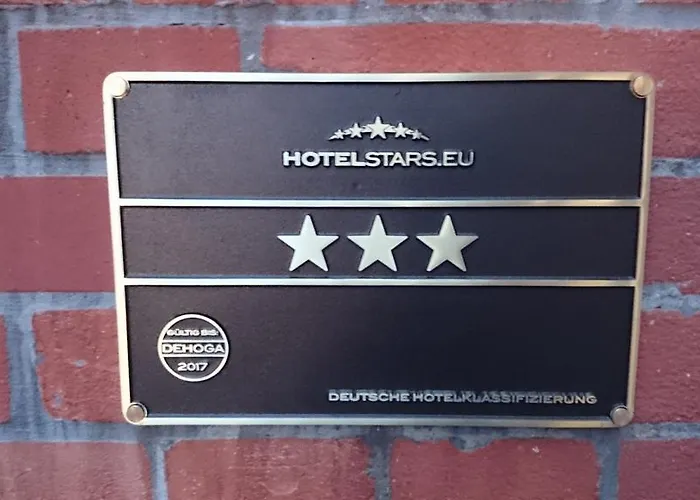 HOTELSTARS.EU
GÜLTIG BIS:
DEHOGA
2017
DEUTSCHE HOTELKLASSIFIZIERUNG